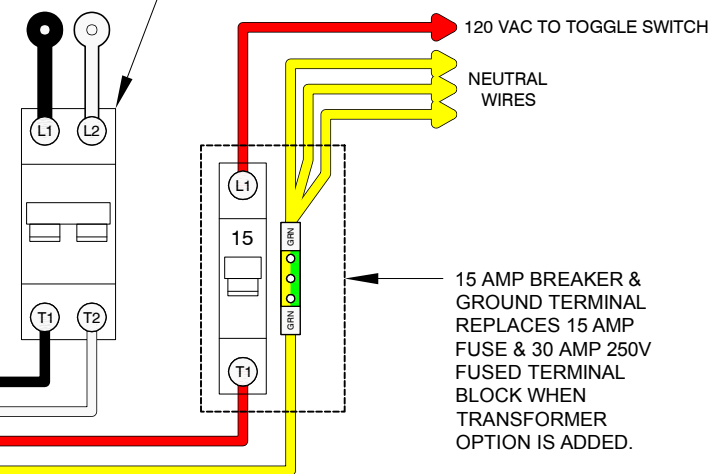 120 VAC TO TOGGLE SWITCH
NEUTRAL
WIRES
L1
L2
L1
15
GRN
GRN
T1
T2
T1
15 AMP BREAKER &
GROUND TERMINAL
REPLACES 15 AMP
FUSE & 30 AMP 250V
FUSED TERMINAL
BLOCK WHEN
TRANSFORMER
OPTION IS ADDED.